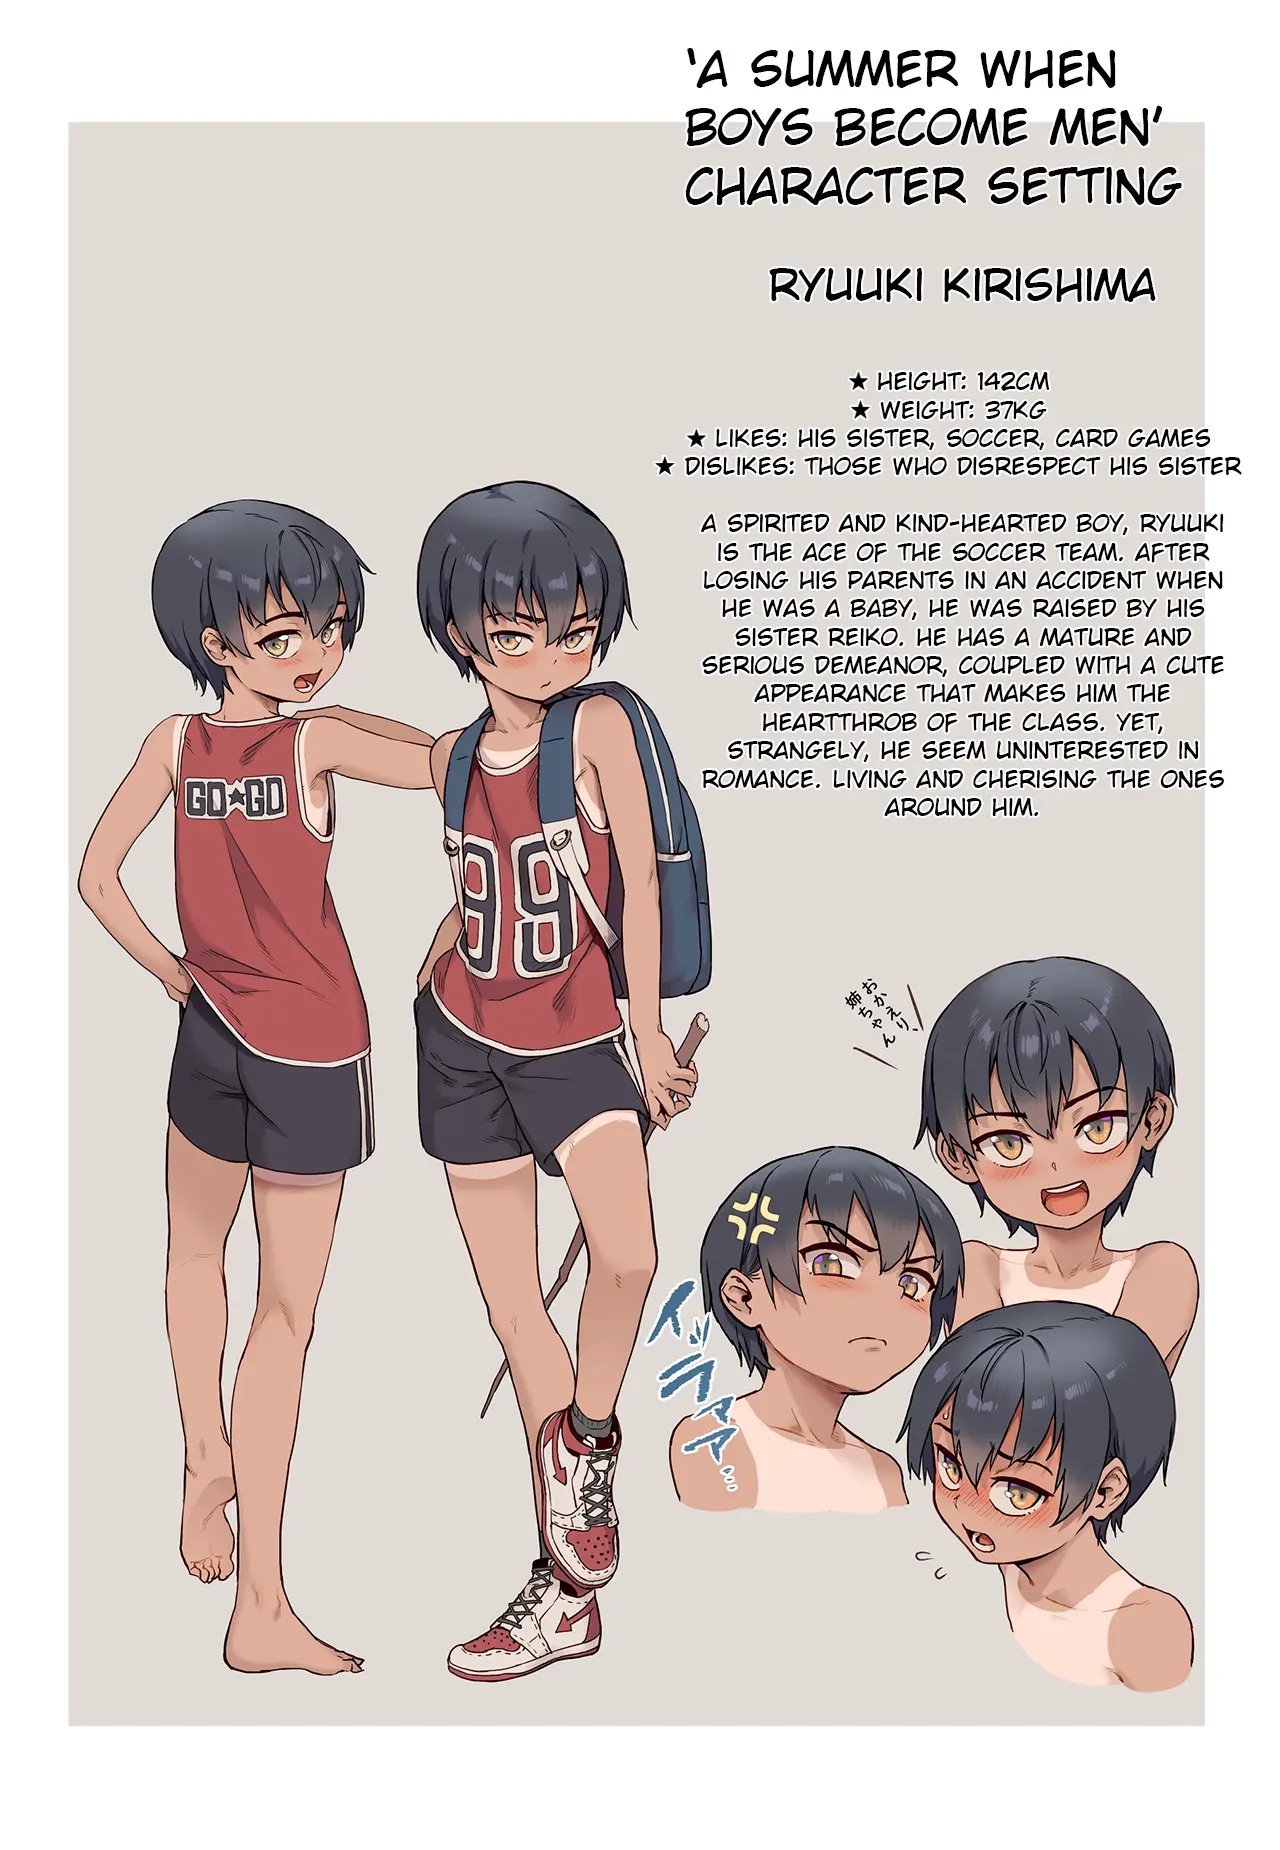 'A SUMMER WHEN
BOYS BECOME MEN'
CHARACTER SETTING
RYUUKI KIRISHIMA
★ HEIGHT: 142CM
★ WEIGHT: 37KG
★ LIKES: HIS SISTER, SOCCER, CARD GAMES
★ DISLIKES: THOSE WHO DISRESPECT HIS SISTER
A SPIRITED AND KIND-HEARTED BOY, RYUUKI
IS THE ACE OF THE SOCCER TEAM. AFTER
LOSING HIS PARENTS IN AN ACCIDENT WHEN
HE WAS A BABY, HE WAS RAISED BY HIS
SISTER REIKO. HE HAS A MATURE AND
SERIOUS DEMEANOR, COUPLED WITH A CUTE
APPEARANCE THAT MAKES HIM THE
HEARTTHROB OF THE CLASS. YET,
STRANGELY, HE SEEM UNINTERESTED IN
ROMANCE. LIVING AND CHERISING THE ONES
AROUND HIM.
GO★GO
99
おかえり、
姉ちゃん
イッラァァァ…